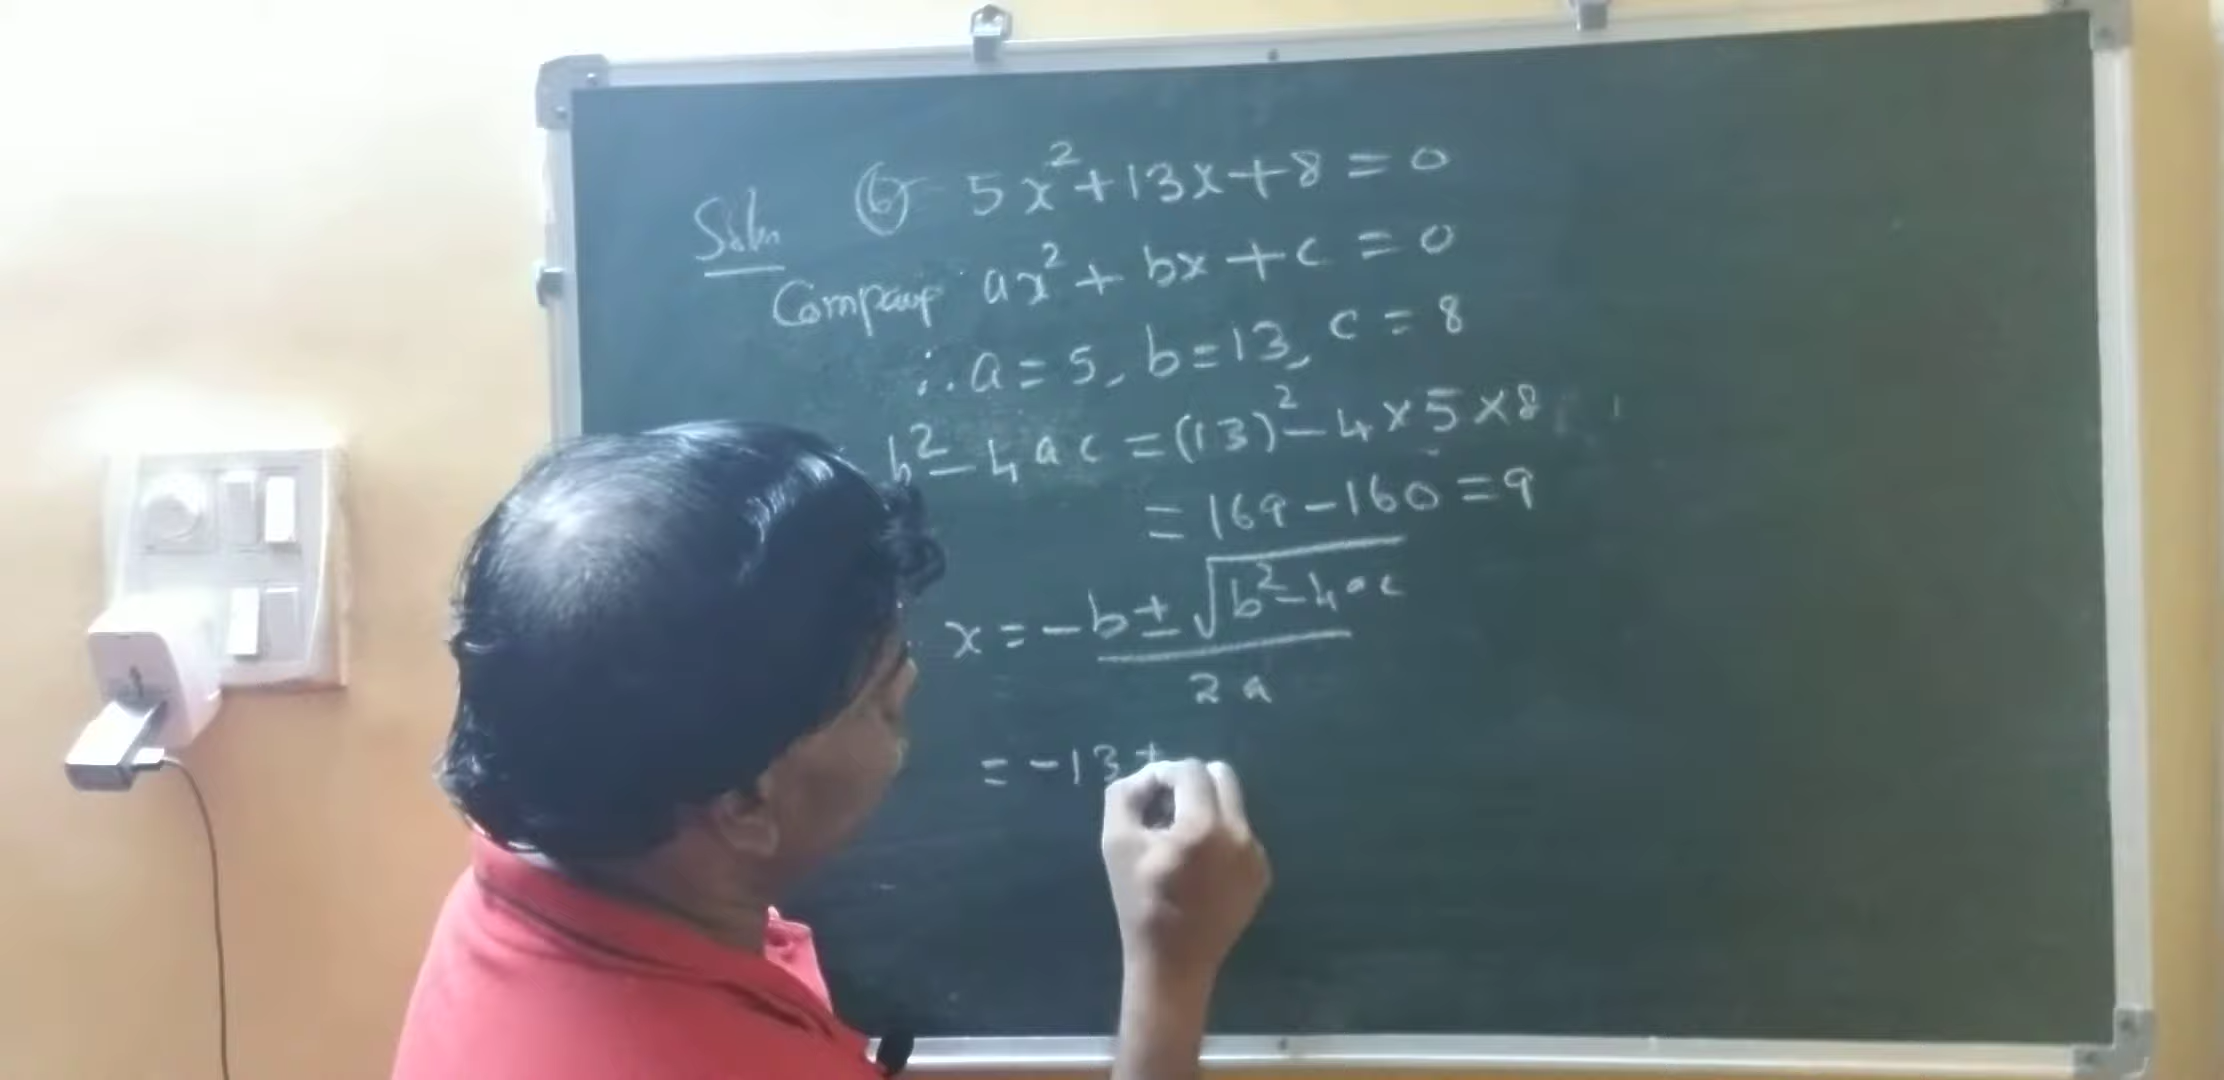 Soln (6) 5x²+13x+8=0
Comparing ax²+bx+c=0
∴a=5, b=13, c=8
b²-4ac=(13)²-4×5×8
=169-160=9
x=-b±√b²-4ac
2a
=-13±